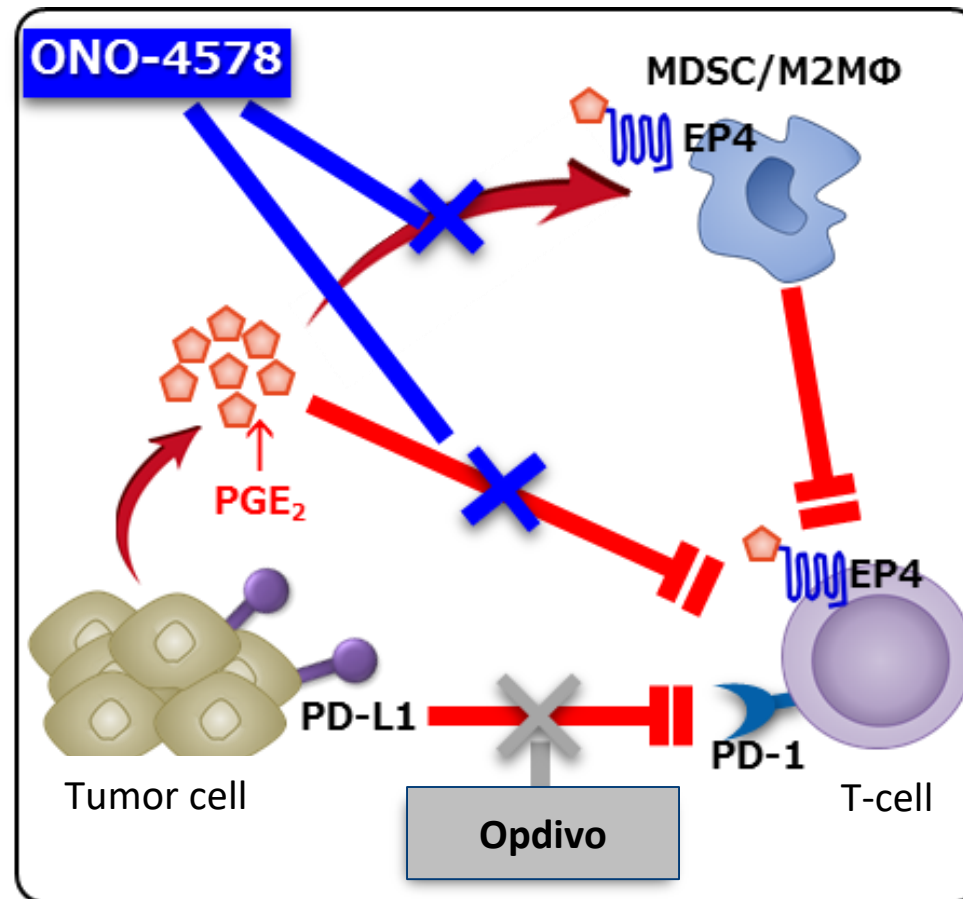 ONO-4578
MDSC/M2MΦ
EP4
PGE₂
EP4
PD-L1
PD-1
Tumor cell
T-cell
Opdivo